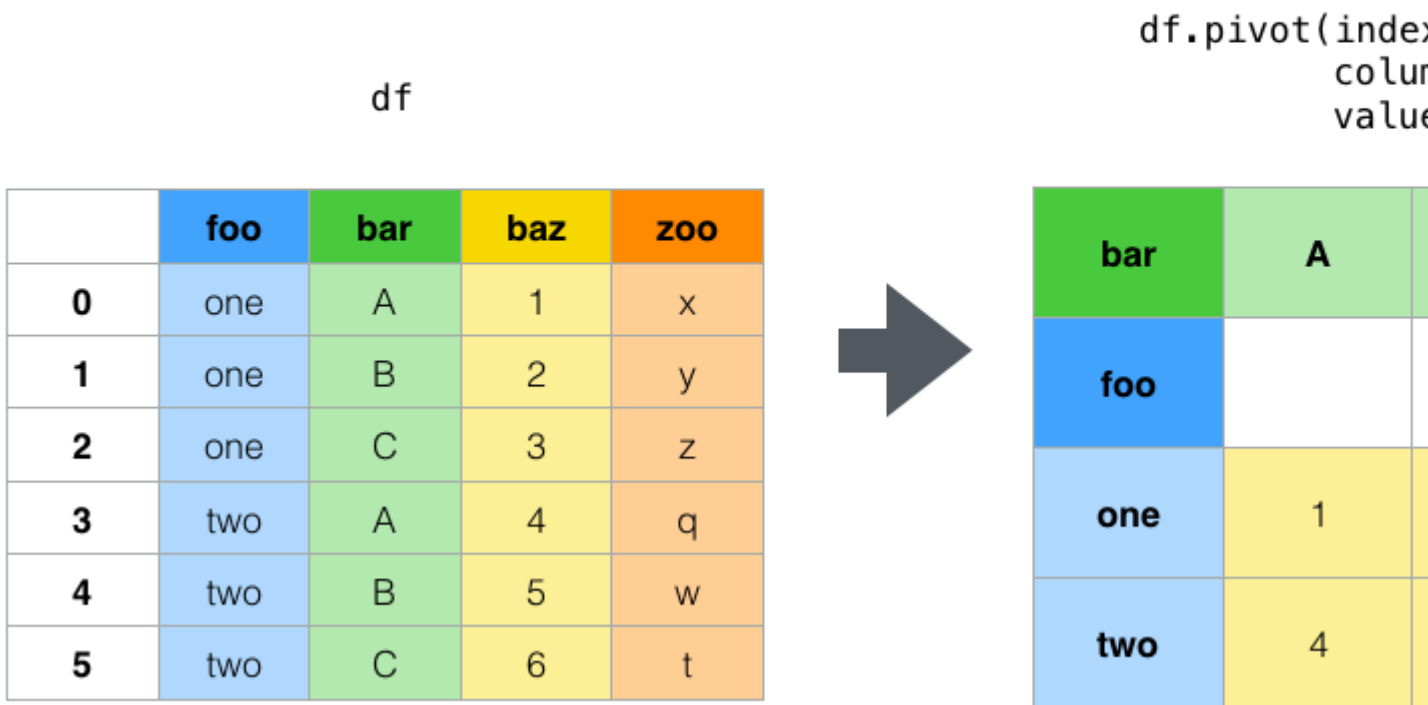 df
foo bar baz zoo
0 one A 1 x
1 one B 2 y
2 one C 3 z
3 two A 4 q
4 two B 5 w
5 two C 6 t
df.pivot(index
colum
value
bar A
foo
one 1
two 4